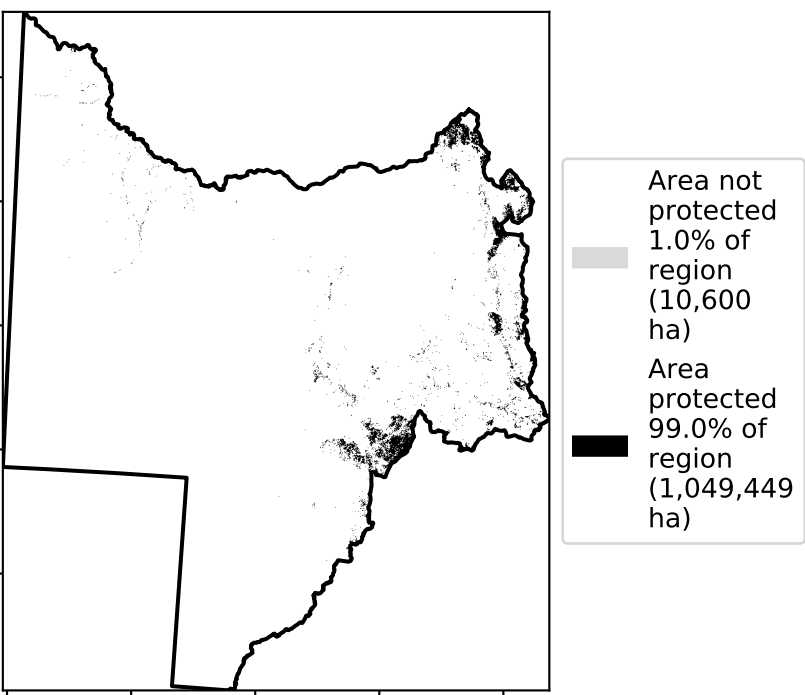 Area not
protected
1.0% of
region
(10,600
ha)
Area
protected
99.0% of
region
(1,049,449
ha)